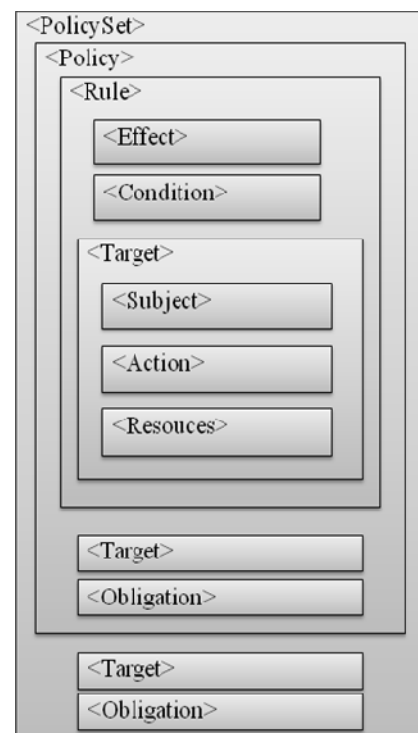 <PolicySet>
<Policy>
<Rule>
<Effect>
<Condition>
<Target>
<Subject>
<Action>
<Resouces>
<Target>
<Obligation>
<Target>
<Obligation>